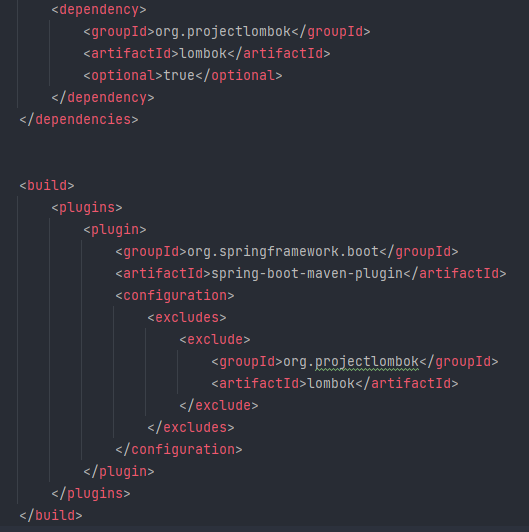 <dependency>
<groupId>org.projectlombok</groupId>
<artifactId>lombok</artifactId>
<optional>true</optional>
</dependency>
</dependencies>
<build>
<plugins>
<plugin>
<groupId>org.springframework.boot</groupId>
<artifactId>spring-boot-maven-plugin</artifactId>
<configuration>
<excludes>
<exclude>
<groupId>org.projectlombok</groupId>
<artifactId>lombok</artifactId>
</exclude>
</excludes>
</configuration>
</plugin>
</plugins>
</build>